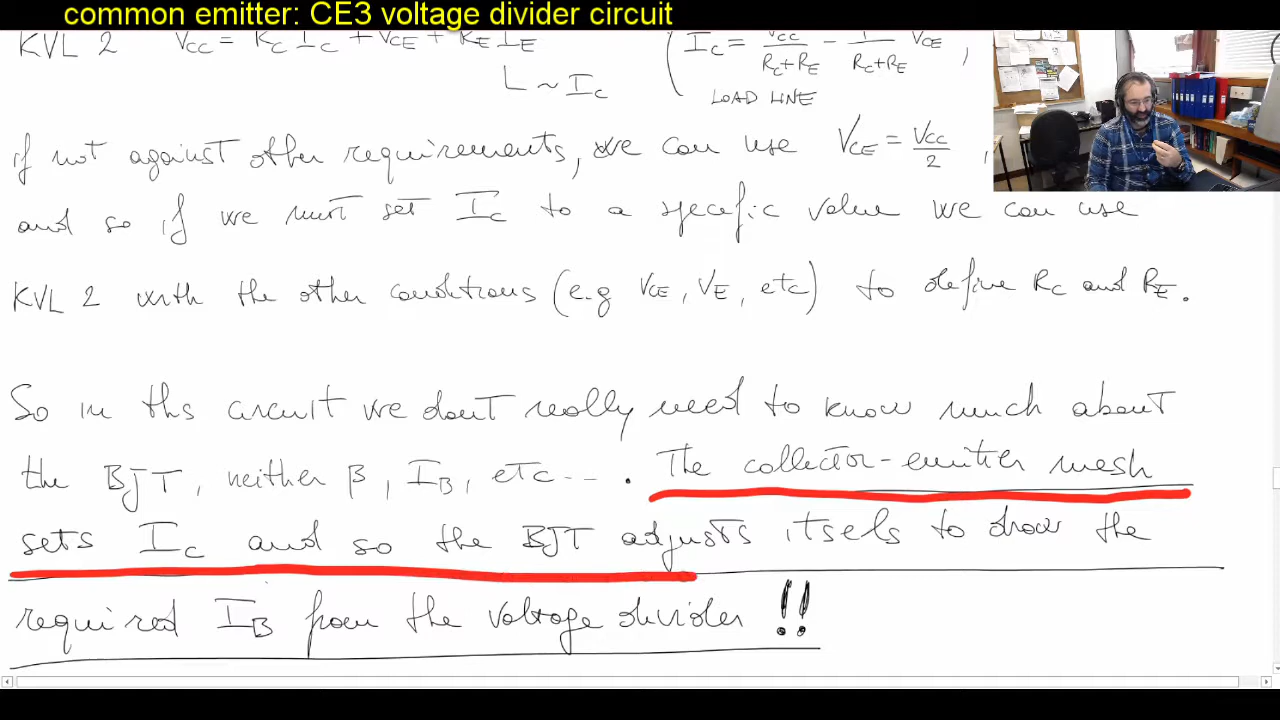 common emitter: CE3 voltage divider circuit
KVL 2 VCC = RC IC + VCE + RE IE
IC = VCC / RC+RE - 1 / RC+RE VCE ,
↳ ~ IC
LOAD LINE
if not against other requirements, we can use VCE = VCC / 2 ,
and so if we must set IC to a specefic value we can use
KVL 2 with the other conditions (e.g VCE, VE, etc) to define RC and RE.
So in this circuit we dont really need to know much about
the BJT, neither β, IB, etc... . The collector-emitter mesh
sets IC and so the BJT adjusts itsels to draw the
required IB from the voltage divider !!